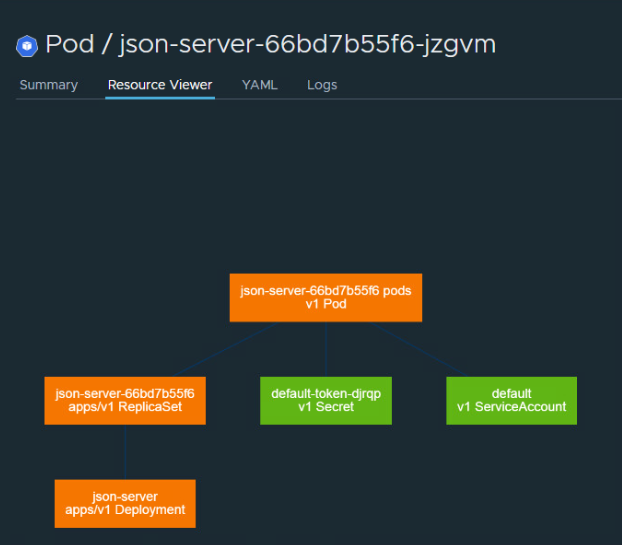 Pod / json-server-66bd7b55f6-jzgvm
Summary Resource Viewer YAML Logs
json-server-66bd7b55f6 pods
v1 Pod
json-server-66bd7b55f6
apps/v1 ReplicaSet
default-token-djrqp
v1 Secret
default
v1 ServiceAccount
json-server
apps/v1 Deployment